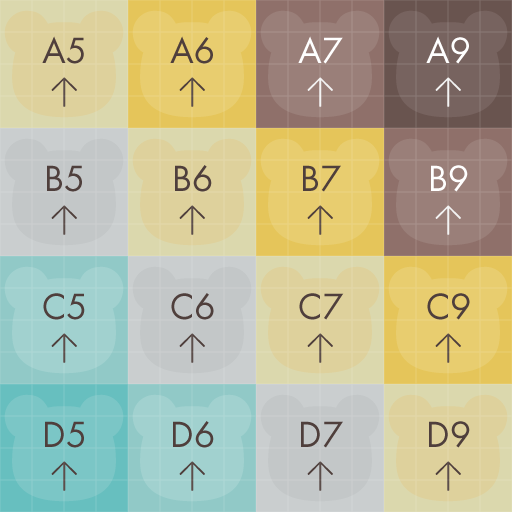 A5 A6 A7 A9
↑ ↑ ↑ ↑
B5 B6 B7 B9
↑ ↑ ↑ ↑
C5 C6 C7 C9
↑ ↑ ↑ ↑
D5 D6 D7 D9
↑ ↑ ↑ ↑